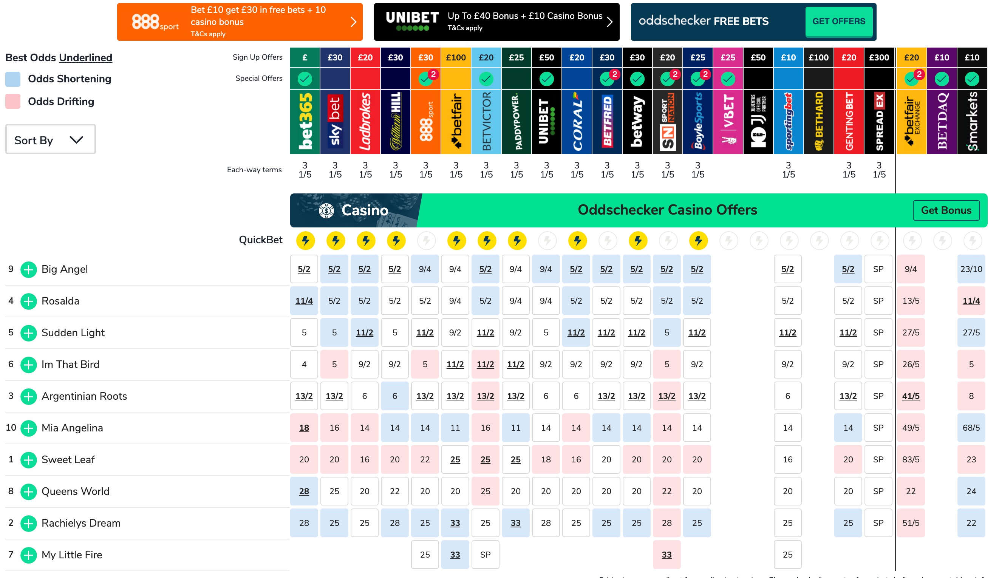 888sport
Bet £10 get £30 in free bets + 10
casino bonus
T&Cs apply
UNIBET
Up To £40 Bonus + £10 Casino Bonus
T&Cs apply
oddschecker FREE BETS
GET OFFERS
Best Odds Underlined
Odds Shortening
Odds Drifting
Sort By
Sign Up Offers £ £30 £20 £30 £30 £100 £20 £25 £50 £20 £30 £30 £20 £25 £25 £50 £10 £100 £20 £300 £20 £10 £10
Special Offers 2 2 2 2 2
bet365
sky bet
Ladbrokes
William HILL
888sport
betfair
BETVICTOR
PADDYPOWER.
UNIBET
CORAL
BETFRED
betway
SN SPORT NATION
BoyleSports
VBET
10 BET JJ JUVENTUS OFFICIAL PARTNER
sportingbet
BETHARD
GENTINGBET
SPREAD EX
betfair EXCHANGE
BETDAQ
Smarkets
Each-way terms
3 3 3 3 3 3 3 3 3 3 3 3 3 3 3 3 3
1/5 1/5 1/5 1/5 1/5 1/5 1/5 1/5 1/5 1/5 1/5 1/5 1/5 1/5 1/5 1/5 1/5
Casino
Oddschecker Casino Offers
Get Bonus
QuickBet
9 Big Angel 5/2 5/2 5/2 5/2 9/4 9/4 5/2 9/4 9/4 5/2 5/2 5/2 5/2 5/2 5/2 5/2 SP 9/4 23/10
4 Rosalda 11/4 5/2 5/2 5/2 5/2 9/4 5/2 9/4 9/4 5/2 5/2 5/2 5/2 5/2 5/2 5/2 SP 13/5 11/4
5 Sudden Light 5 5 11/2 5 11/2 9/2 11/2 9/2 5 11/2 11/2 11/2 5 11/2 11/2 11/2 SP 27/5 27/5
6 Im That Bird 4 5 9/2 9/2 5 11/2 11/2 11/2 9/2 9/2 9/2 9/2 5 9/2 9/2 9/2 SP 26/5 5
3 Argentinian Roots 13/2 13/2 6 6 13/2 13/2 13/2 13/2 6 6 13/2 13/2 13/2 13/2 6 13/2 SP 41/5 8
10 Mia Angelina 18 16 14 14 14 11 16 11 14 14 14 14 14 14 14 14 SP 49/5 68/5
1 Sweet Leaf 20 20 16 20 22 25 25 25 18 16 20 20 20 20 16 20 SP 83/5 23
8 Queens World 28 25 20 22 20 20 25 20 20 20 20 20 22 20 20 20 SP 22 24
2 Rachielys Dream 28 25 25 28 25 33 25 33 28 25 25 25 28 25 25 25 SP 51/5 22
7 My Little Fire 25 33 SP 33 25